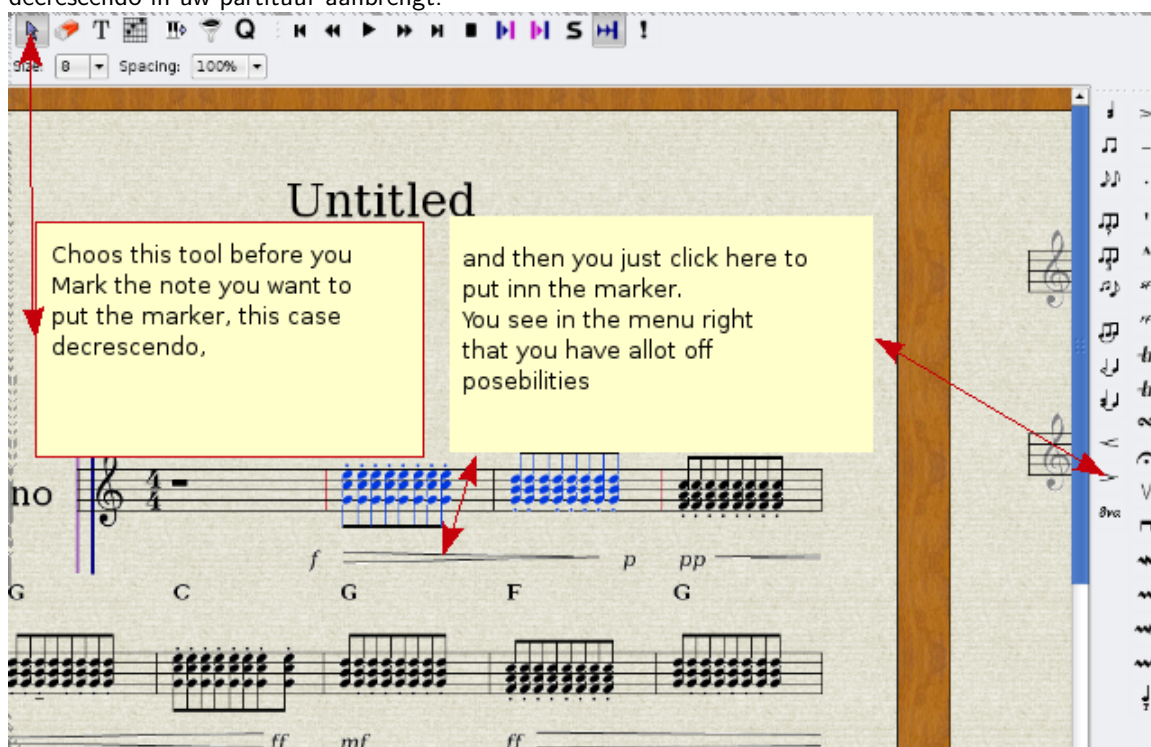 decrescendo in uw partituur aanbrengt.
T Q S !
Size: 8 Spacing: 100%
Untitled
Choos this tool before you
Mark the note you want to
put the marker, this case
decrescendo,
and then you just click here to
put inn the marker.
You see in the menu right
that you have allot off
posebilities
no
8va
f p pp
G C G F G
ff mf ff